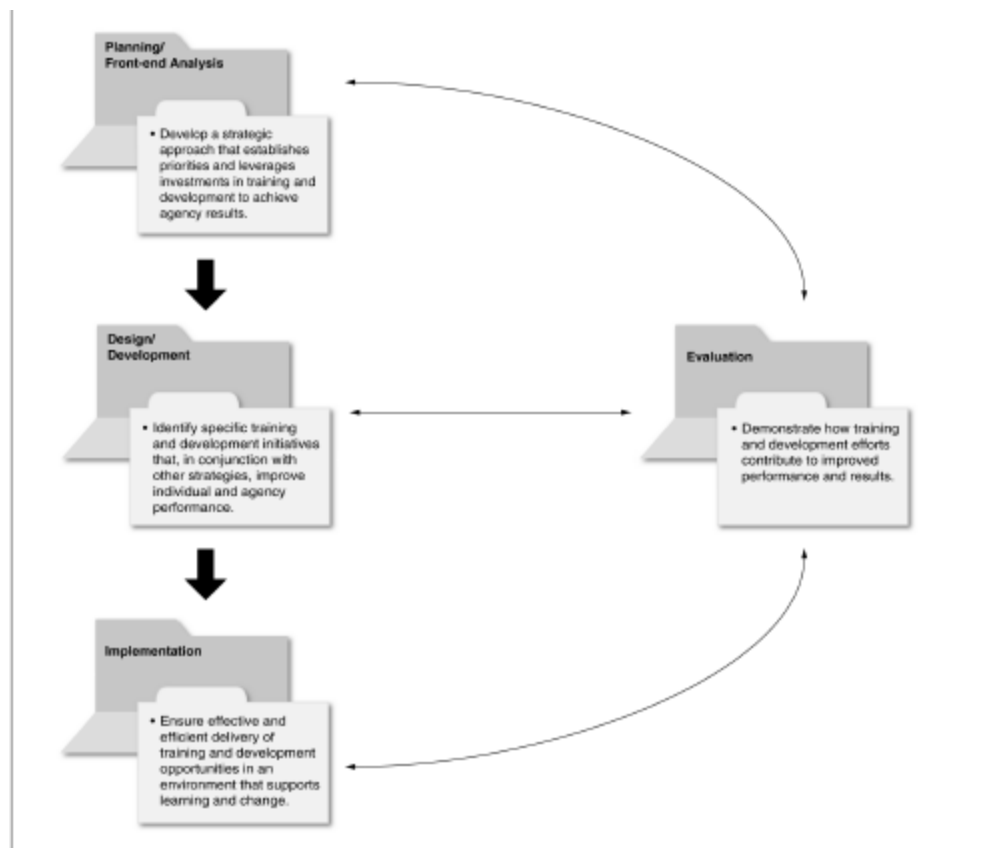 Planning/
Front-end Analysis
• Develop a strategic
approach that establishes
priorities and leverages
investments in training and
development to achieve
agency results.
Design/
Development
• Identify specific training
and development initiatives
that, in conjunction with
other strategies, improve
individual and agency
performance.
Evaluation
• Demonstrate how training
and development efforts
contribute to improved
performance and results.
Implementation
• Ensure effective and
efficient delivery of
training and development
opportunities in an
environment that supports
learning and change.